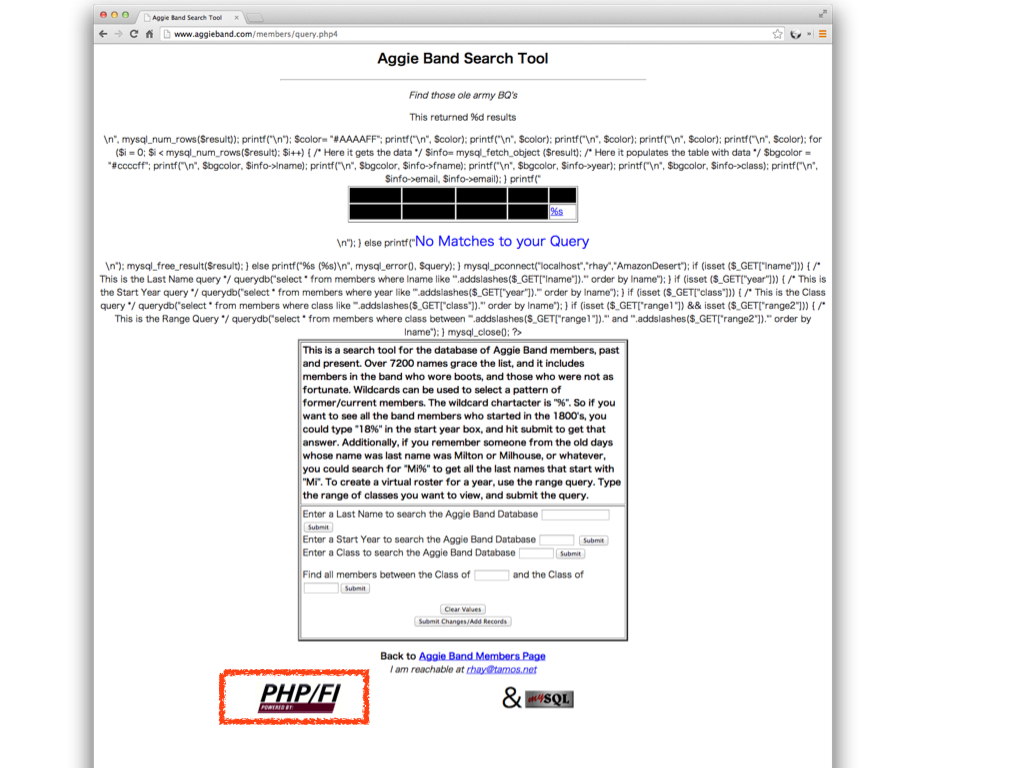 Aggie Band Search Tool
www.aggieband.com/members/query.php4
Aggie Band Search Tool
Find those ole army BQ's
This returned %d results
\n", mysql_num_rows($result)); printf("\n"); $color= "#AAAAFF"; printf("\n", $color); printf("\n", $color); printf("\n", $color); printf("\n", $color); printf("\n", $color); for
($i = 0; $i < mysql_num_rows($result); $i++) { /* Here it gets the data */ $info= mysql_fetch_object ($result); /* Here it populates the table with data */ $bgcolor =
"#ccccff"; printf("\n", $bgcolor, $info->lname); printf("\n", $bgcolor, $info->fname); printf("\n", $bgcolor, $info->year); printf("\n", $bgcolor, $info->class); printf("\n",
$bgcolor, $info->email, $info->email); } printf("
%s
\n"); } else printf("No Matches to your Query
\n"); mysql_free_result($result); } else printf("%s (%s)\n", mysql_error(), $query); } mysql_pconnect("localhost","rhay","AmazonDesert"); if (isset ($_GET["lname"])) { /*
This is the Last Name query */ querydb("select * from members where lname like '".addslashes($_GET["lname"])."' order by lname"); } if (isset ($_GET["year"])) { /* This is
the Start Year query */ querydb("select * from members where year like '".addslashes($_GET["year"])."' order by lname"); } if (isset ($_GET["class"])) { /* This is the Class
query */ querydb("select * from members where class like '".addslashes($_GET["class"])."' order by lname"); } if (isset ($_GET["range1"]) && isset ($_GET["range2"])) { /*
This is the Range Query */ querydb("select * from members where class between '".addslashes($_GET["range1"])."' and '".addslashes($_GET["range2"])."' order by
lname"); } mysql_close(); ?>
This is a search tool for the database of Aggie Band members, past
and present. Over 7200 names grace the list, and it includes
members in the band who wore boots, and those who were not as
fortunate. Wildcards can be used to select a pattern of
former/current members. The wildcard chartacter is "%". So if you
want to see all the band members who started in the 1800's, you
could type "18%" in the start year box, and hit submit to get that
answer. Additionally, if you remember someone from the old days
whose name was last name was Milton or Milhouse, or whatever,
you could search for "Mi%" to get all the last names that start with
"Mi". To create a virtual roster for a year, use the range query. Type
the range of classes you want to view, and submit the query.
Enter a Last Name to search the Aggie Band Database
Submit
Enter a Start Year to search the Aggie Band Database Submit
Enter a Class to search the Aggie Band Database Submit
Find all members between the Class of and the Class of
Submit
Clear Values
Submit Changes/Add Records
Back to Aggie Band Members Page
I am reachable at rhay@tamos.net
PHP/FI
POWERED BY:
& mySQL